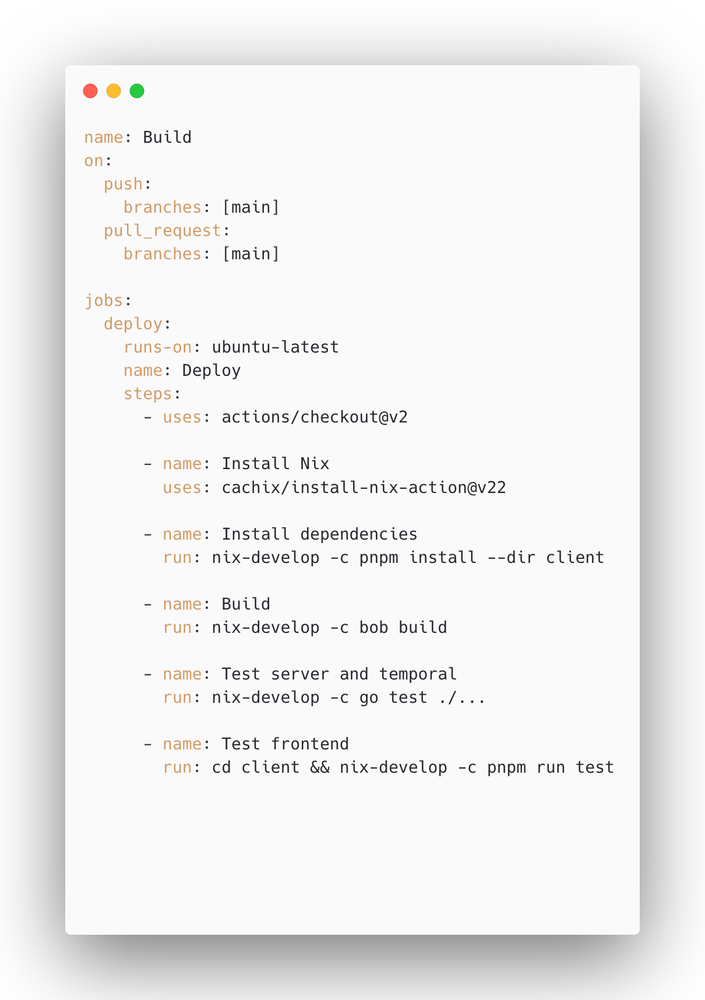 name: Build
on:
  push:
    branches: [main]
  pull_request:
    branches: [main]

jobs:
  deploy:
    runs-on: ubuntu-latest
    name: Deploy
    steps:
      - uses: actions/checkout@v2

      - name: Install Nix
        uses: cachix/install-nix-action@v22

      - name: Install dependencies
        run: nix-develop -c pnpm install --dir client

      - name: Build
        run: nix-develop -c bob build

      - name: Test server and temporal
        run: nix-develop -c go test ./...

      - name: Test frontend
        run: cd client && nix-develop -c pnpm run test